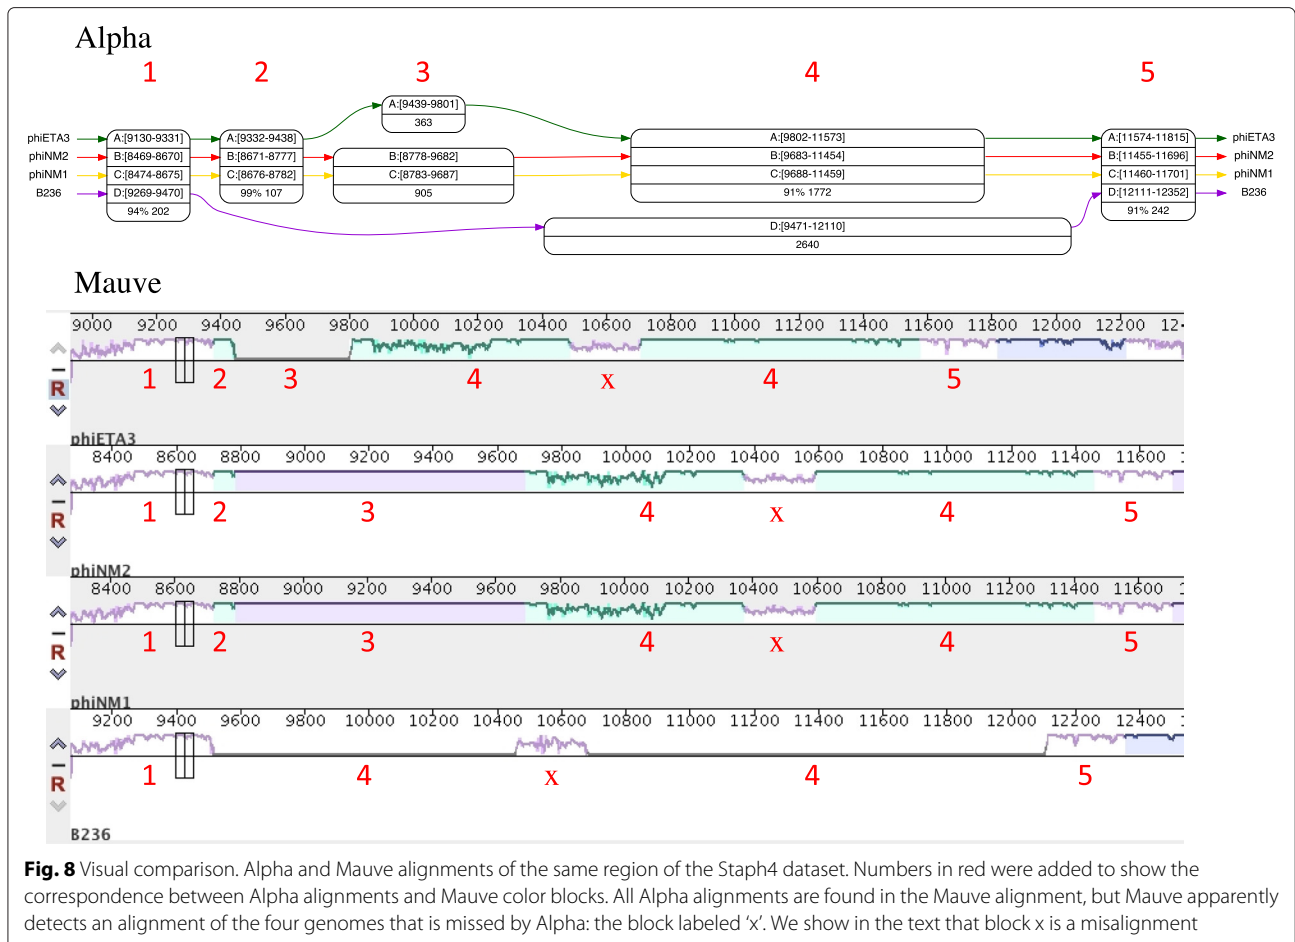 Alpha
1 2 3 4 5
A:[9439-9801]
363
phiETA3 A:[9130-9331] A:[9332-9438] A:[9802-11573] A:[11574-11815] phiETA3
phiNM2 B:[8469-8670] B:[8671-8777] B:[8778-9682] B:[9683-11454] B:[11455-11696] phiNM2
phiNM1 C:[8474-8675] C:[8676-8782] C:[8783-9687] C:[9688-11459] C:[11460-11701] phiNM1
B236 D:[9269-9470] 99% 107 905 91% 1772 D:[12111-12352] B236
94% 202 91% 242
D:[9471-12110]
2640
Mauve
9000 9200 9400 9600 9800 10000 10200 10400 10600 10800 11000 11200 11400 11600 11800 12000 12200 12
R 1 2 3 4 x 4 5
phiETA3
8400 8600 8800 9000 9200 9400 9600 9800 10000 10200 10400 10600 10800 11000 11200 11400 11600 1
R 1 2 3 4 x 4 5
phiNM2
8400 8600 8800 9000 9200 9400 9600 9800 10000 10200 10400 10600 10800 11000 11200 11400 11600 1
R 1 2 3 4 x 4 5
phiNM1
9200 9400 9600 9800 10000 10200 10400 10600 10800 11000 11200 11400 11600 11800 12000 12200 12400 1
R 1 4 x 4 5
B236
Fig. 8 Visual comparison. Alpha and Mauve alignments of the same region of the Staph4 dataset. Numbers in red were added to show the
correspondence between Alpha alignments and Mauve color blocks. All Alpha alignments are found in the Mauve alignment, but Mauve apparently
detects an alignment of the four genomes that is missed by Alpha: the block labeled ‘x’. We show in the text that block x is a misalignment